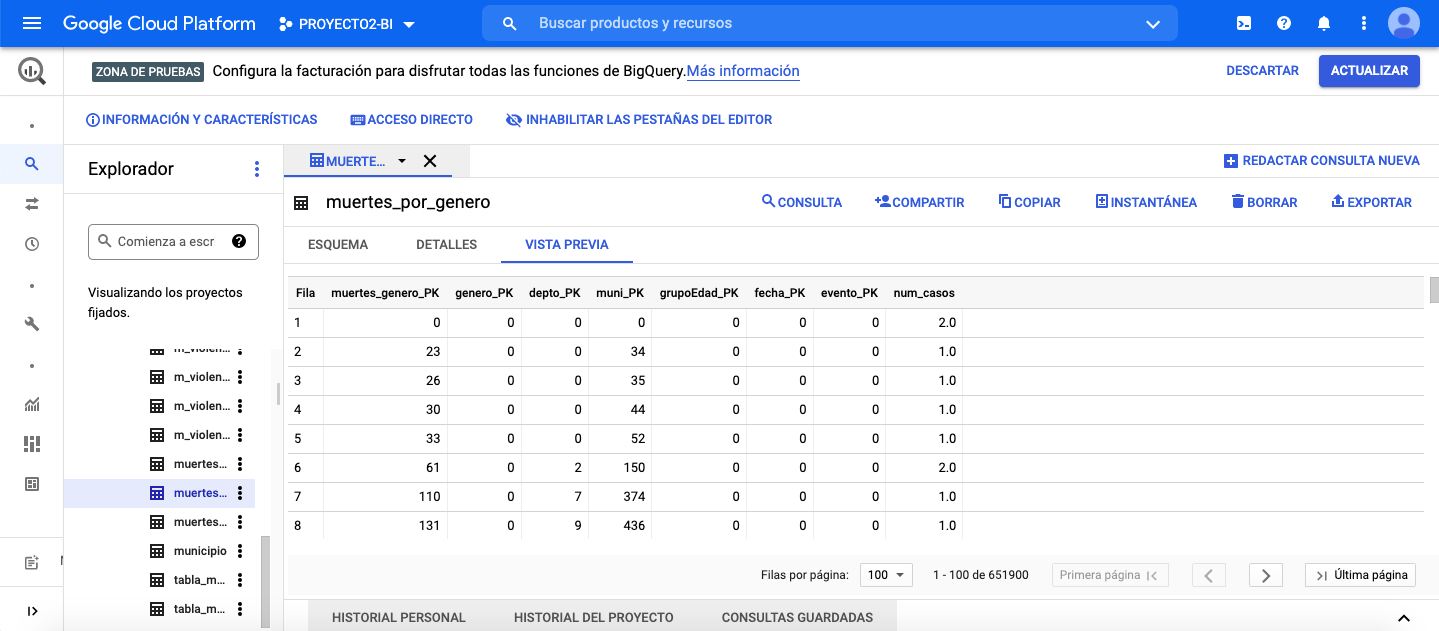 Google Cloud Platform PROYECTO2-BI Buscar productos y recursos
ZONA DE PRUEBAS Configura la facturación para disfrutar todas las funciones de BigQuery. Más información DESCARTAR ACTUALIZAR
INFORMACIÓN Y CARACTERÍSTICAS ACCESO DIRECTO INHABILITAR LAS PESTAÑAS DEL EDITOR
Explorador
Comienza a escr
Visualizando los proyectos
fijados.
m_violen...
m_violen...
m_violen...
m_violen...
muertes...
muertes...
muertes...
municipio
tabla_m...
tabla_m...
MUERTE... REDACTAR CONSULTA NUEVA
muertes_por_genero CONSULTA COMPARTIR COPIAR INSTANTÁNEA BORRAR EXPORTAR
ESQUEMA DETALLES VISTA PREVIA
Fila muertes_genero_PK genero_PK depto_PK muni_PK grupoEdad_PK fecha_PK evento_PK num_casos
1 0 0 0 0 0 0 0 2.0
2 23 0 0 34 0 0 0 1.0
3 26 0 0 35 0 0 0 1.0
4 30 0 0 44 0 0 0 1.0
5 33 0 0 52 0 0 0 1.0
6 61 0 2 150 0 0 0 2.0
7 110 0 7 374 0 0 0 1.0
8 131 0 9 436 0 0 0 1.0
Filas por página: 100 1 - 100 de 651900 Primera página Última página
HISTORIAL PERSONAL HISTORIAL DEL PROYECTO CONSULTAS GUARDADAS